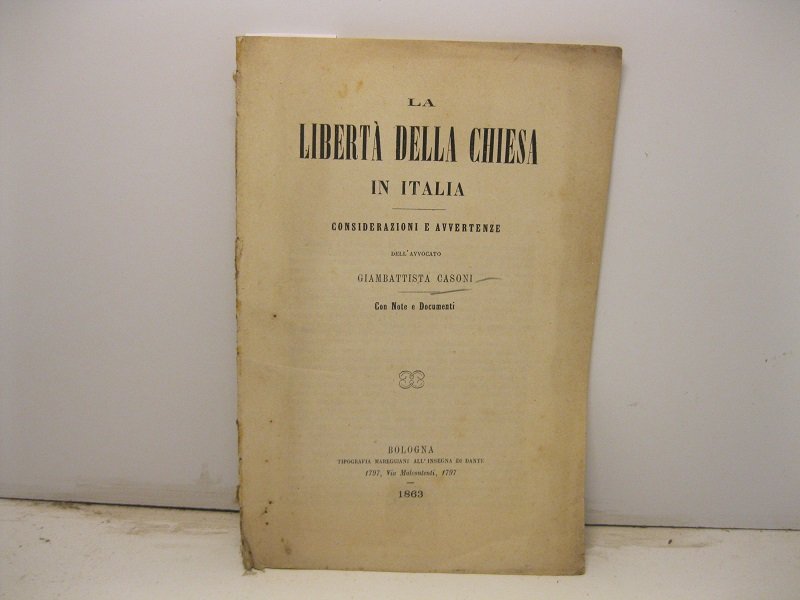 LA
LIBERTÀ DELLA CHIESA
IN ITALIA
CONSIDERAZIONI E AVVERTENZE
DELL'AVVOCATO
GIAMBATTISTA CASONI
Con Note e Documenti
BOLOGNA
TIPOGRAFIA MAREGGIANI ALL'INSEGNA DI DANTE
1797, Via Malcontenti, 1797
1863